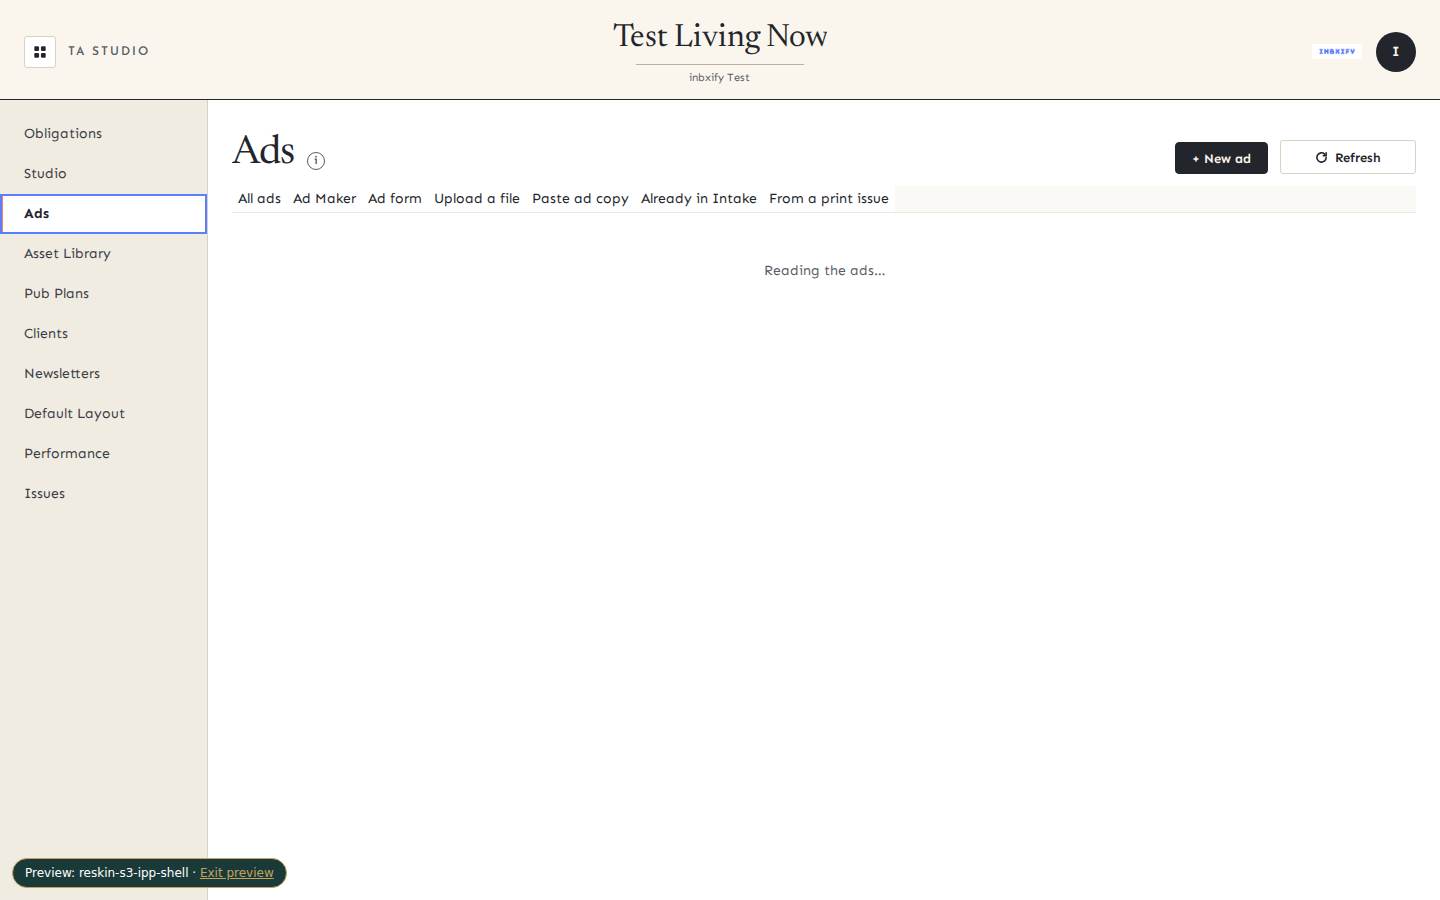 TA STUDIO
Test Living Now
inbxify Test
INBXIFY
I
Obligations
Studio
Ads
Asset Library
Pub Plans
Clients
Newsletters
Default Layout
Performance
Issues
Ads i
+ New ad
Refresh
All ads Ad Maker Ad form Upload a file Paste ad copy Already in Intake From a print issue
Reading the ads...
Preview: reskin-s3-ipp-shell · Exit preview